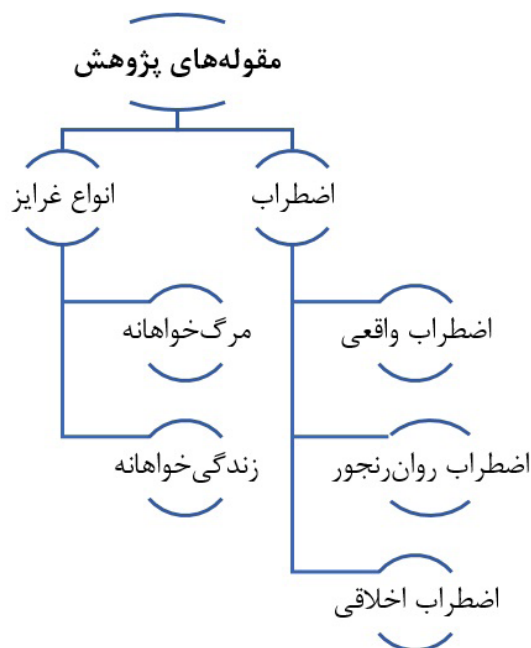 مقوله‌های پژوهش
اضطراب
انواع غرایز
اضطراب واقعی
مرگ‌خواهانه
اضطراب روان‌رنجور
زندگی‌خواهانه
اضطراب اخلاقی